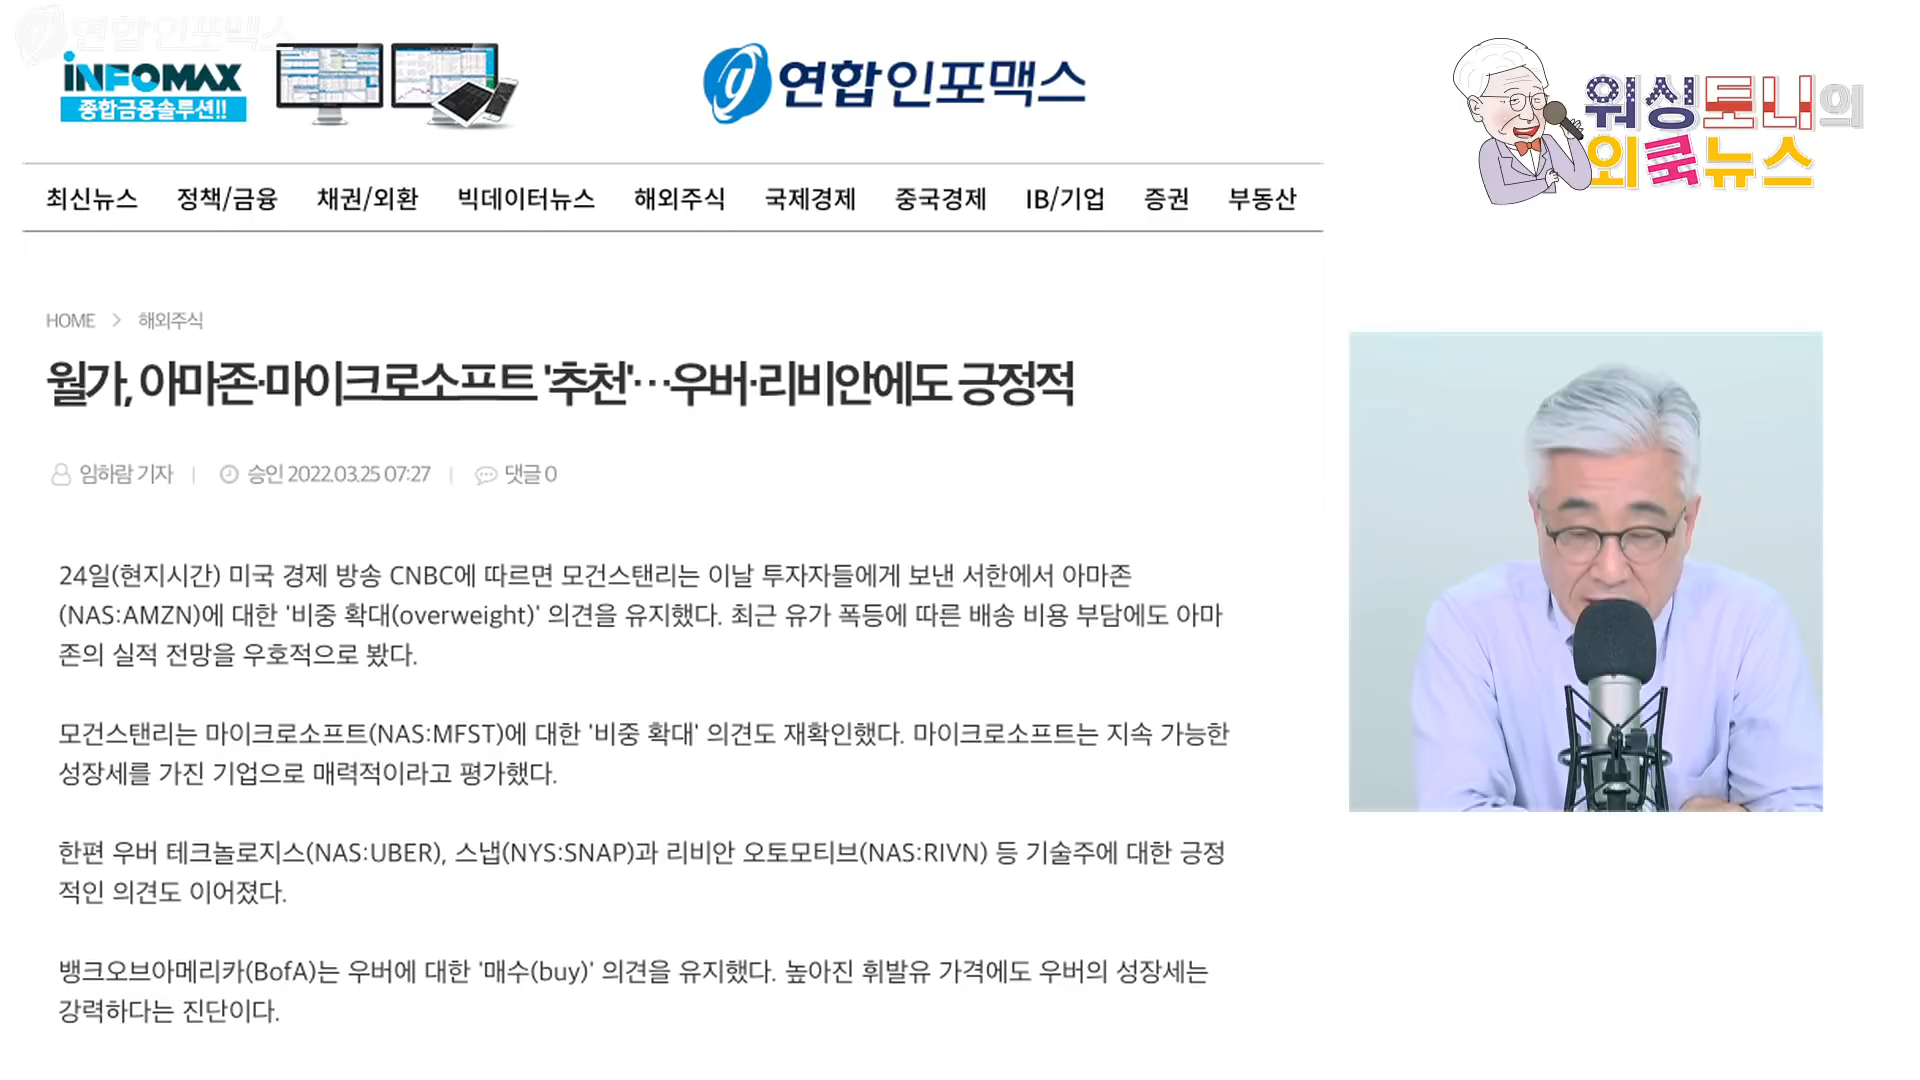 연합인포맥스
INFOMAX
종합금융솔루션!!
연합인포맥스
워싱토니의
외쿡뉴스
최신뉴스 정책/금융 채권/외환 빅데이터뉴스 해외주식 국제경제 중국경제 IB/기업 증권 부동산
HOME > 해외주식
월가, 아마존·마이크로소프트 '추천'…우버·리비안에도 긍정적
임하람 기자 | 승인 2022.03.25 07:27 | 댓글 0
24일(현지시간) 미국 경제 방송 CNBC에 따르면 모건스탠리는 이날 투자자들에게 보낸 서한에서 아마존
(NAS:AMZN)에 대한 '비중 확대(overweight)' 의견을 유지했다. 최근 유가 폭등에 따른 배송 비용 부담에도 아마
존의 실적 전망을 우호적으로 봤다.
모건스탠리는 마이크로소프트(NAS:MFST)에 대한 '비중 확대' 의견도 재확인했다. 마이크로소프트는 지속 가능한
성장세를 가진 기업으로 매력적이라고 평가했다.
한편 우버 테크놀로지스(NAS:UBER), 스냅(NYS:SNAP)과 리비안 오토모티브(NAS:RIVN) 등 기술주에 대한 긍정
적인 의견도 이어졌다.
뱅크오브아메리카(BofA)는 우버에 대한 '매수(buy)' 의견을 유지했다. 높아진 휘발유 가격에도 우버의 성장세는
강력하다는 진단이다.